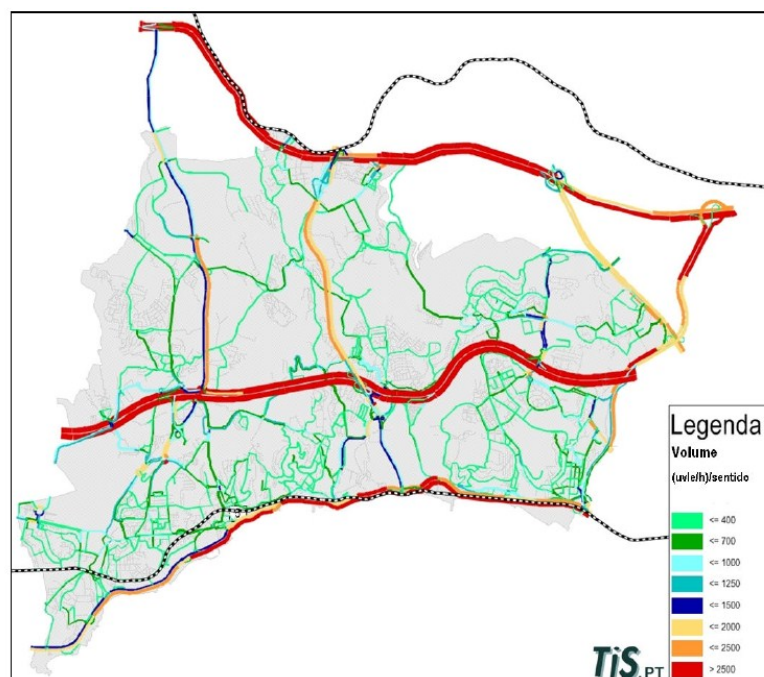 Legenda
Volume
(uvle/h)/sentido
<= 400
<= 700
<= 1000
<= 1250
<= 1500
<= 2000
<= 2500
> 2500
TiS.PT